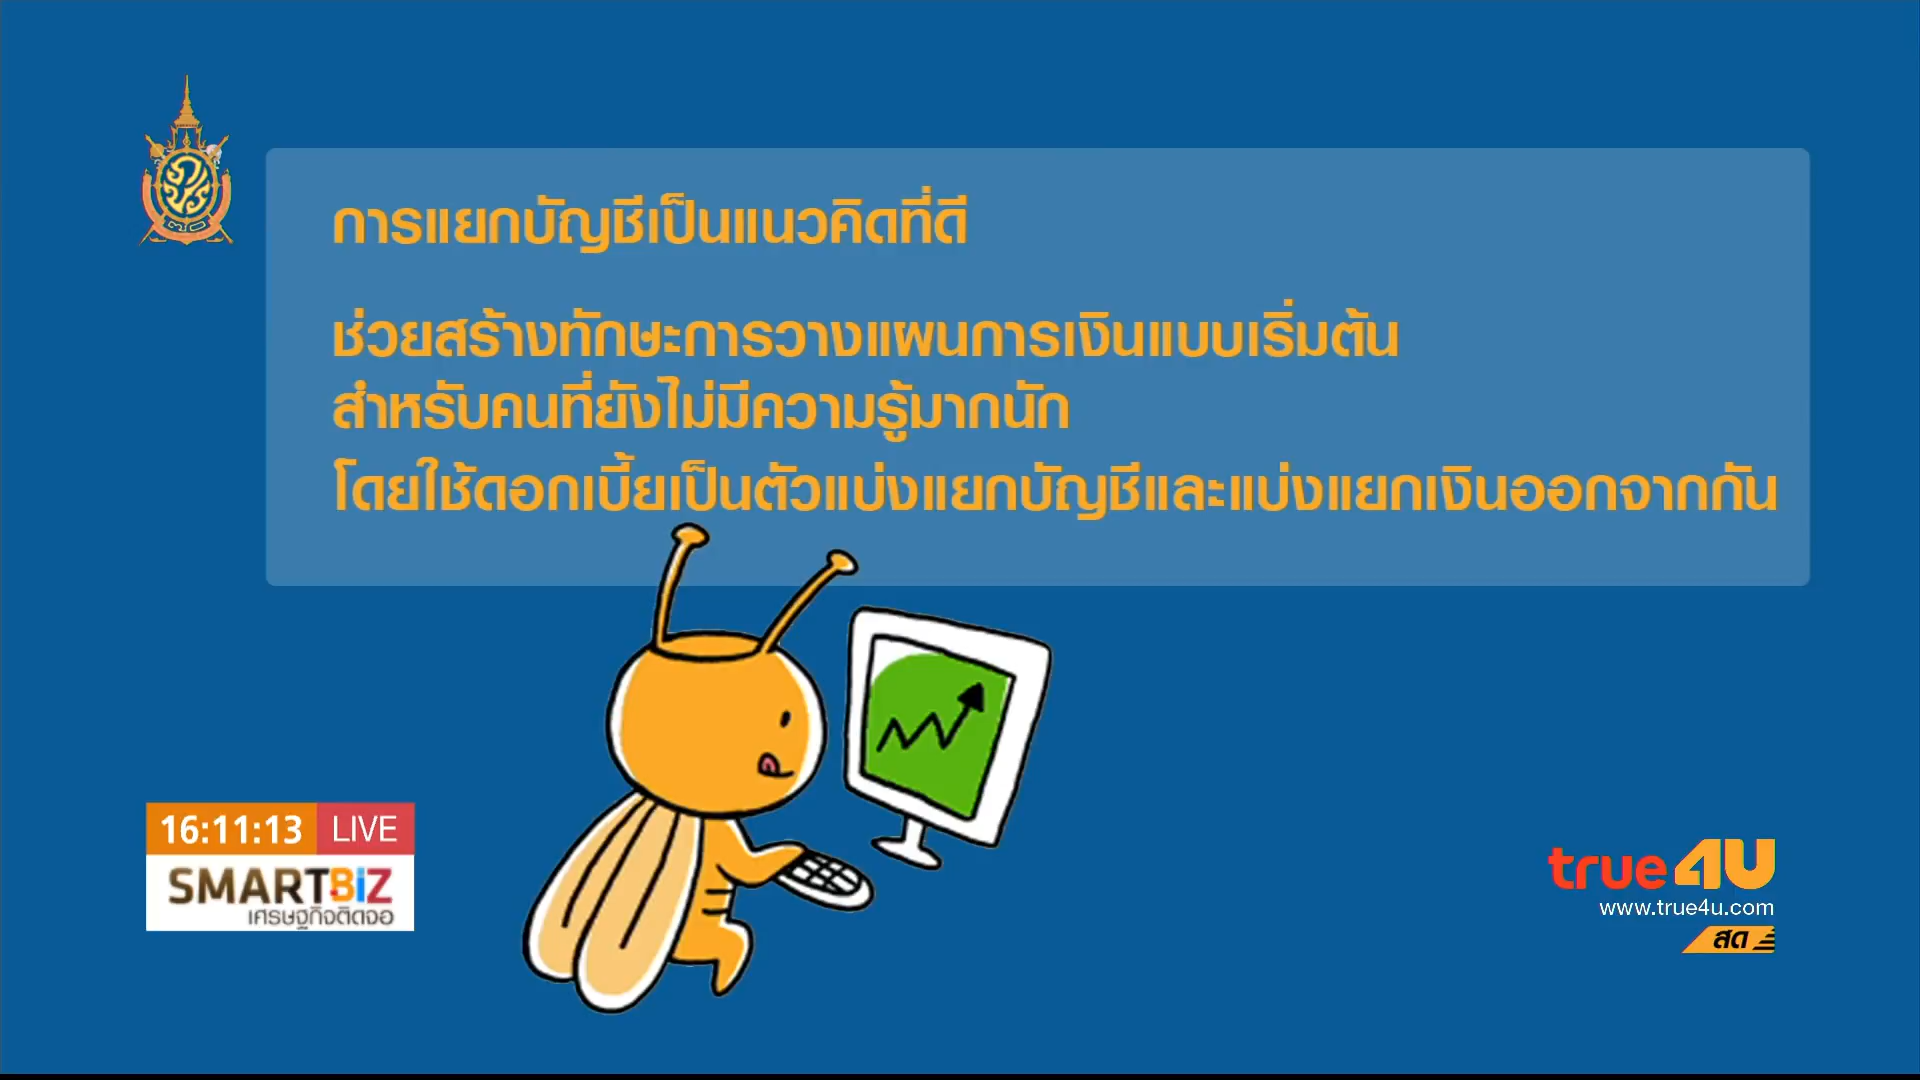 การแยกบัญชีเป็นแนวคิดที่ดี
ช่วยสร้างทักษะการวางแผนการเงินแบบเริ่มต้น
สำหรับคนที่ยังไม่มีความรู้มากนัก
โดยใช้ดอกเบี้ยเป็นตัวแบ่งแยกบัญชีและแบ่งแยกเงินออกจากกัน
16:11:13 LIVE
SMARTBIZ
เศรษฐกิจติดจอ
true4U
www.true4u.com
สด